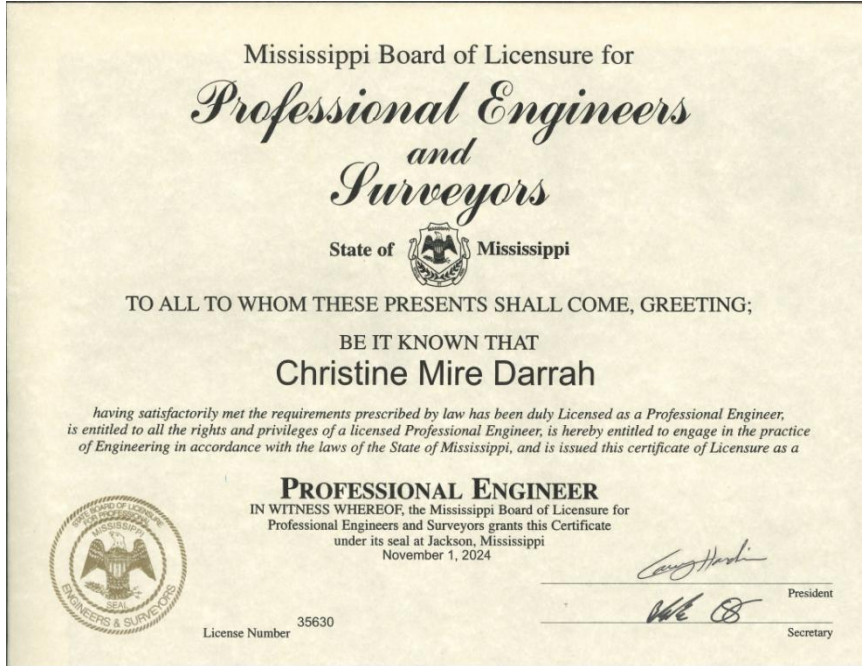 Mississippi Board of Licensure for
Professional Engineers
and
Surveyors
State of Mississippi
TO ALL TO WHOM THESE PRESENTS SHALL COME, GREETING;
BE IT KNOWN THAT
Christine Mire Darrah
having satisfactorily met the requirements prescribed by law has been duly Licensed as a Professional Engineer,
is entitled to all the rights and privileges of a licensed Professional Engineer, is hereby entitled to engage in the practice
of Engineering in accordance with the laws of the State of Mississippi, and is issued this certificate of Licensure as a
PROFESSIONAL ENGINEER
IN WITNESS WHEREOF, the Mississippi Board of Licensure for
Professional Engineers and Surveyors grants this Certificate
under its seal at Jackson, Mississippi
November 1, 2024
STATE BOARD OF LICENSURE
FOR PROFESSIONAL
MISSISSIPPI
SEAL
ENGINEERS & SURVEYORS
President
Secretary
License Number 35630